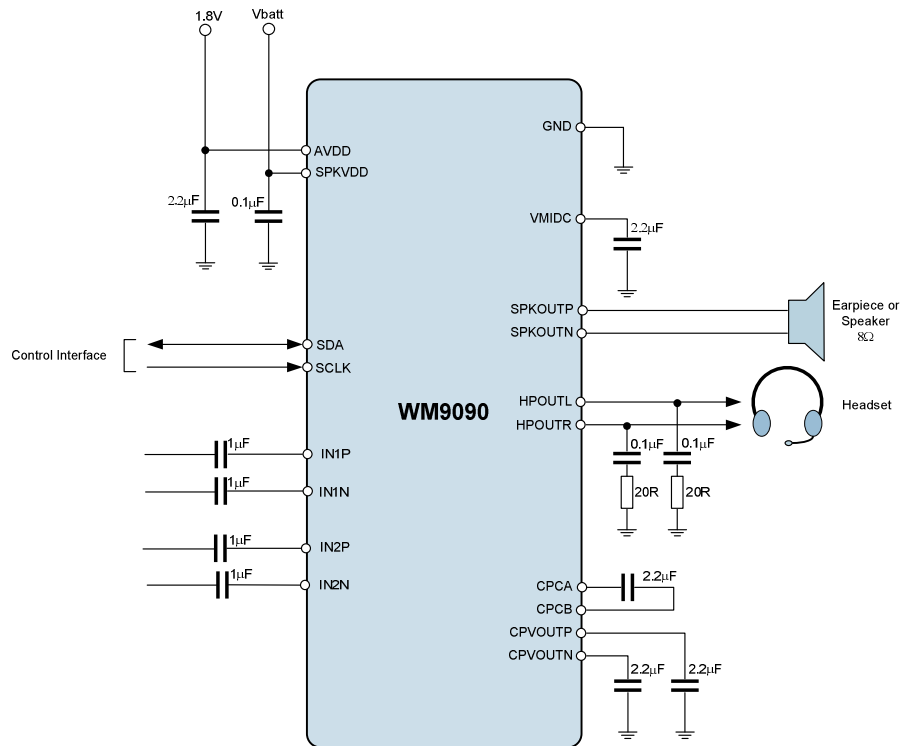 1.8V
Vbatt
GND
AVDD
SPKVDD
2.2μF
0.1μF
VMIDC
2.2μF
SPKOUTP
SPKOUTN
Earpiece or
Speaker
8Ω
Control Interface
SDA
SCLK
WM9090
HPOUTL
HPOUTR
Headset
0.1μF
0.1μF
20R
20R
1μF
IN1P
1μF
IN1N
1μF
IN2P
1μF
IN2N
CPCA
2.2μF
CPCB
CPVOUTP
CPVOUTN
2.2μF
2.2μF